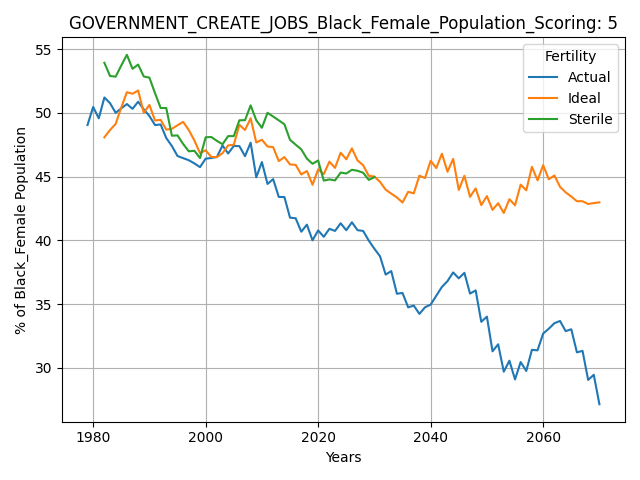 GOVERNMENT_CREATE_JOBS_Black_Female_Population_Scoring: 5
% of Black_Female Population
55
50
45
40
35
30
Fertility
Actual
Ideal
Sterile
1980 2000 2020 2040 2060
Years